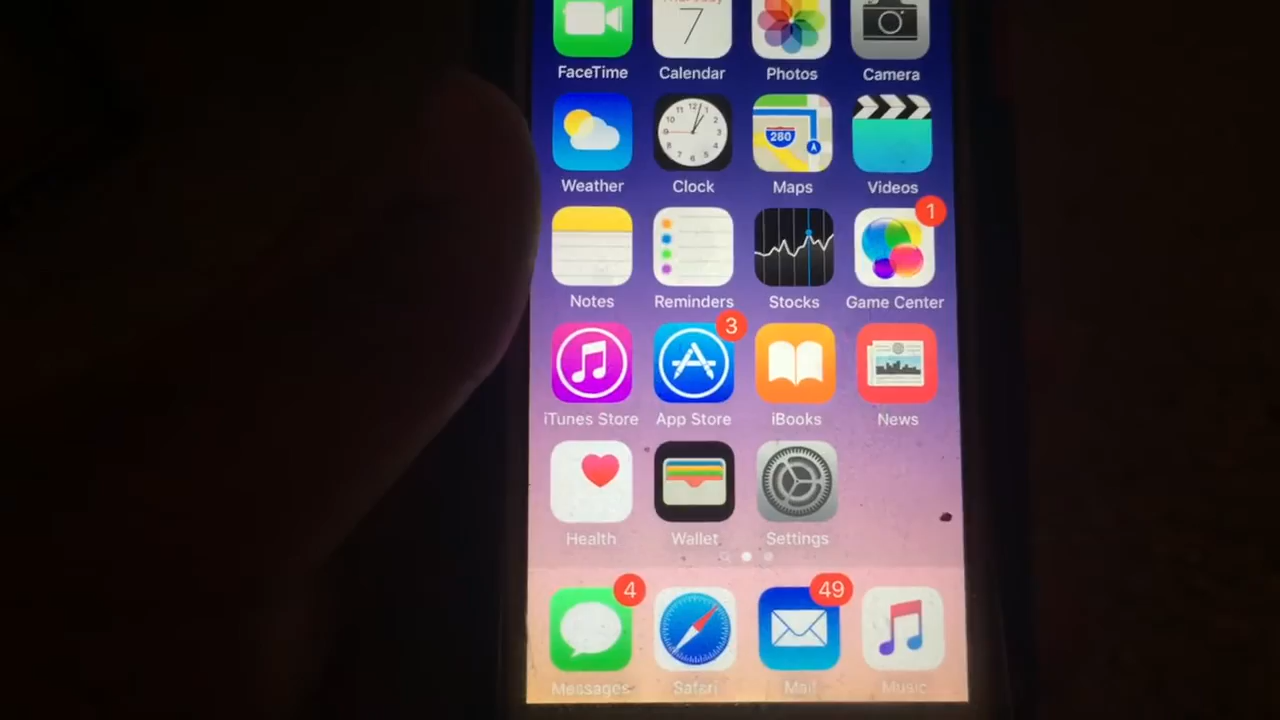 7
FaceTime Calendar Photos Camera
12
280
Weather Clock Maps Videos
1
Notes Reminders Stocks Game Center
3
iTunes Store App Store iBooks News
Health Wallet Settings
4 49
Messages Safari Mail Music